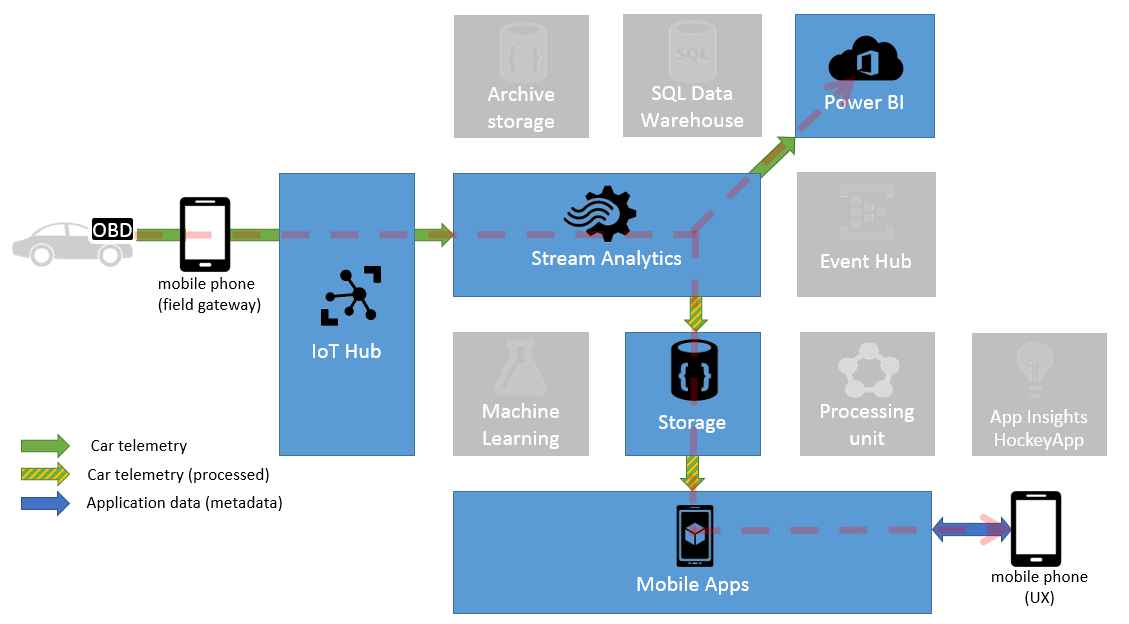 Archive
storage
SQL
SQL Data
Warehouse
Power BI
OBD
mobile phone
(field gateway)
IoT Hub
Stream Analytics
Event Hub
Machine
Learning
Storage
Processing
unit
App Insights
HockeyApp
Car telemetry
Car telemetry (processed)
Application data (metadata)
Mobile Apps
mobile phone
(UX)